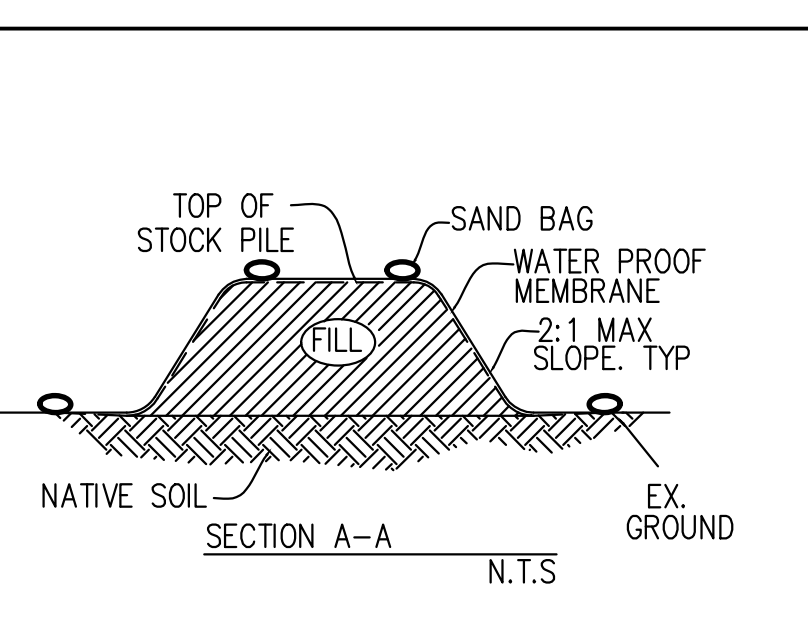 TOP OF
STOCK PILE
SAND BAG
WATER PROOF
MEMBRANE
2:1 MAX
SLOPE. TYP
FILL
NATIVE SOIL
EX.
GROUND
SECTION A-A
N.T.S